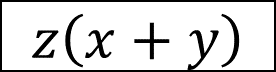 z(x + y)